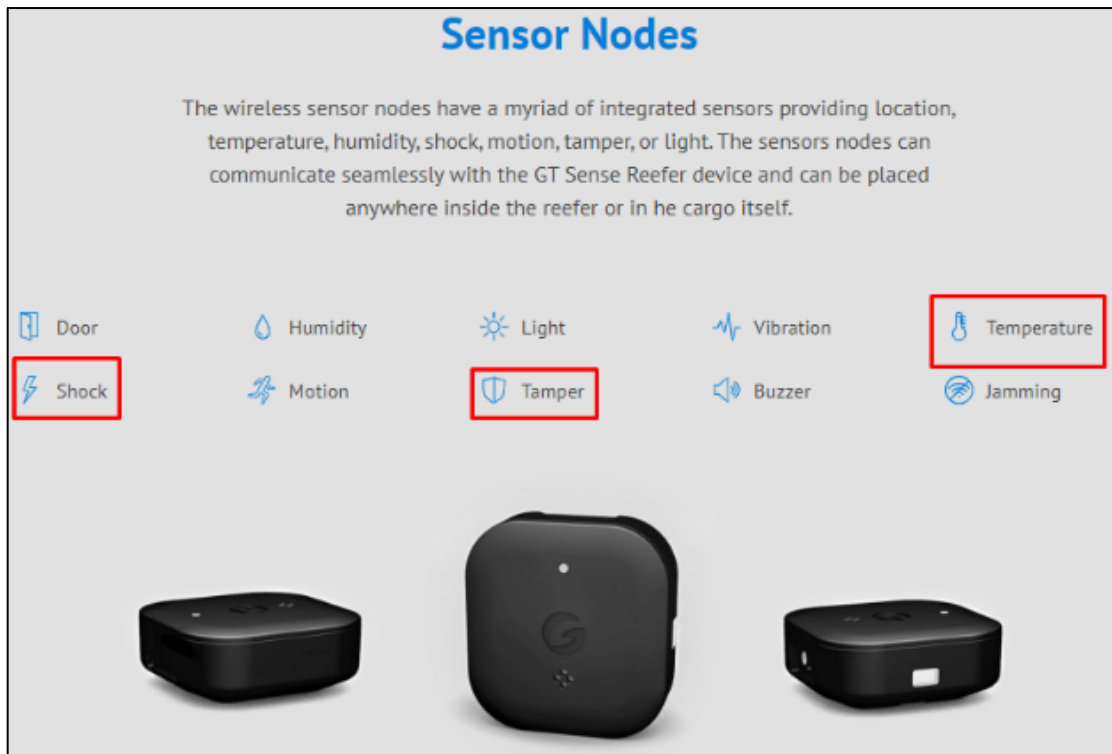 Sensor Nodes
The wireless sensor nodes have a myriad of integrated sensors providing location,
temperature, humidity, shock, motion, tamper, or light. The sensors nodes can
communicate seamlessly with the GT Sense Reefer device and can be placed
anywhere inside the reefer or in he cargo itself.
Door Humidity Light Vibration Temperature
Shock Motion Tamper Buzzer Jamming